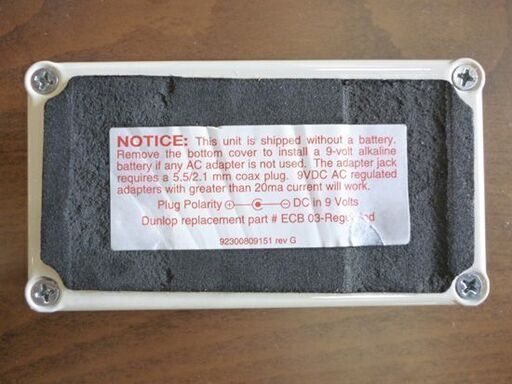 NOTICE: This unit is shipped without a battery.
Remove the bottom cover to install a 9-volt alkaline
battery if any AC adapter is not used. The adapter jack
requires a 5.5/2.1 mm coax plug. 9VDC AC regulated
adapters with greater than 20ma current will work.
Plug Polarity + - DC in 9 Volts
Dunlop replacement part # ECB 03-Regulated
92300809151 rev G